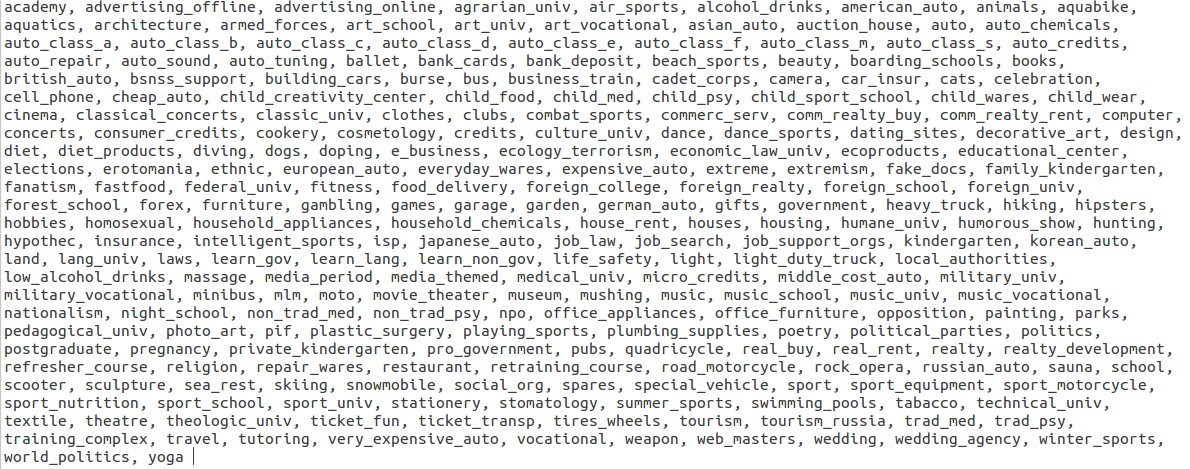 academy, advertising_offline, advertising_online, agrarian_univ, air_sports, alcohol_drinks, american_auto, animals, aquabike,
aquatics, architecture, armed_forces, art_school, art_univ, art_vocational, asian_auto, auction_house, auto, auto_chemicals,
auto_class_a, auto_class_b, auto_class_c, auto_class_d, auto_class_e, auto_class_f, auto_class_m, auto_class_s, auto_credits,
auto_repair, auto_sound, auto_tuning, ballet, bank_cards, bank_deposit, beach_sports, beauty, boarding_schools, books,
british_auto, bsnss_support, building_cars, burse, bus, business_train, cadet_corps, camera, car_insur, cats, celebration,
cell_phone, cheap_auto, child_creativity_center, child_food, child_med, child_psy, child_sport_school, child_wares, child_wear,
cinema, classical_concerts, classic_univ, clothes, clubs, combat_sports, commerc_serv, comm_realty_buy, comm_realty_rent, computer,
concerts, consumer_credits, cookery, cosmetology, credits, culture_univ, dance, dance_sports, dating_sites, decorative_art, design,
diet, diet_products, diving, dogs, doping, e_business, ecology_terrorism, economic_law_univ, ecoproducts, educational_center,
elections, erotomania, ethnic, european_auto, everyday_wares, expensive_auto, extreme, extremism, fake_docs, family_kindergarten,
fanatism, fastfood, federal_univ, fitness, food_delivery, foreign_college, foreign_realty, foreign_school, foreign_univ,
forest_school, forex, furniture, gambling, games, garage, garden, german_auto, gifts, government, heavy_truck, hiking, hipsters,
hobbies, homosexual, household_appliances, household_chemicals, house_rent, houses, housing, humane_univ, humorous_show, hunting,
hypothec, insurance, intelligent_sports, isp, japanese_auto, job_law, job_search, job_support_orgs, kindergarten, korean_auto,
land, lang_univ, laws, learn_gov, learn_lang, learn_non_gov, life_safety, light, light_duty_truck, local_authorities,
low_alcohol_drinks, massage, media_period, media_themed, medical_univ, micro_credits, middle_cost_auto, military_univ,
military_vocational, minibus, mlm, moto, movie_theater, museum, mushing, music, music_school, music_univ, music_vocational,
nationalism, night_school, non_trad_med, non_trad_psy, npo, office_appliances, office_furniture, opposition, painting, parks,
pedagogical_univ, photo_art, pif, plastic_surgery, playing_sports, plumbing_supplies, poetry, political_parties, politics,
postgraduate, pregnancy, private_kindergarten, pro_government, pubs, quadricycle, real_buy, real_rent, realty, realty_development,
refresher_course, religion, repair_wares, restaurant, retraining_course, road_motorcycle, rock_opera, russian_auto, sauna, school,
scooter, sculpture, sea_rest, skiing, snowmobile, social_org, spares, special_vehicle, sport, sport_equipment, sport_motorcycle,
sport_nutrition, sport_school, sport_univ, stationery, stomatology, summer_sports, swimming_pools, tabacco, technical_univ,
textile, theatre, theologic_univ, ticket_fun, ticket_transp, tires_wheels, tourism, tourism_russia, trad_med, trad_psy,
training_complex, travel, tutoring, very_expensive_auto, vocational, weapon, web_masters, wedding, wedding_agency, winter_sports,
world_politics, yoga